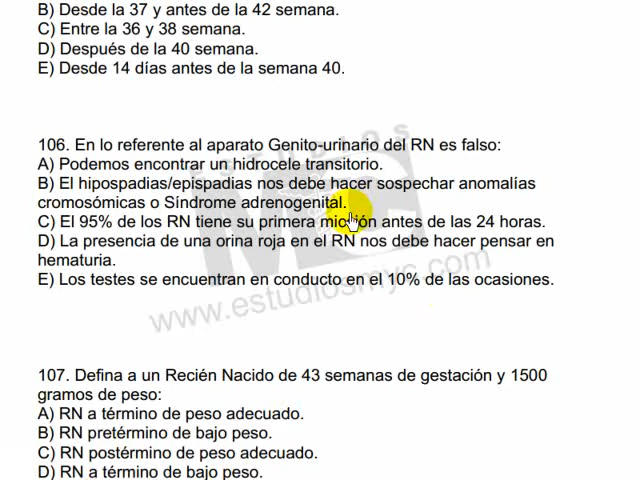 B) Desde la 37 y antes de la 42 semana.
C) Entre la 36 y 38 semana.
D) Después de la 40 semana.
E) Desde 14 días antes de la semana 40.
106. En lo referente al aparato Genito-urinario del RN es falso:
A) Podemos encontrar un hidrocele transitorio.
B) El hipospadias/epispadias nos debe hacer sospechar anomalías
cromosómicas o Síndrome adrenogenital.
C) El 95% de los RN tiene su primera micción antes de las 24 horas.
D) La presencia de una orina roja en el RN nos debe hacer pensar en
hematuria.
E) Los testes se encuentran en conducto en el 10% de las ocasiones.
ESTUDIOS
MC
www.estudiosmyc.com
107. Defina a un Recién Nacido de 43 semanas de gestación y 1500
gramos de peso:
A) RN a término de peso adecuado.
B) RN pretérmino de bajo peso.
C) RN postérmino de peso adecuado.
D) RN a término de bajo peso.